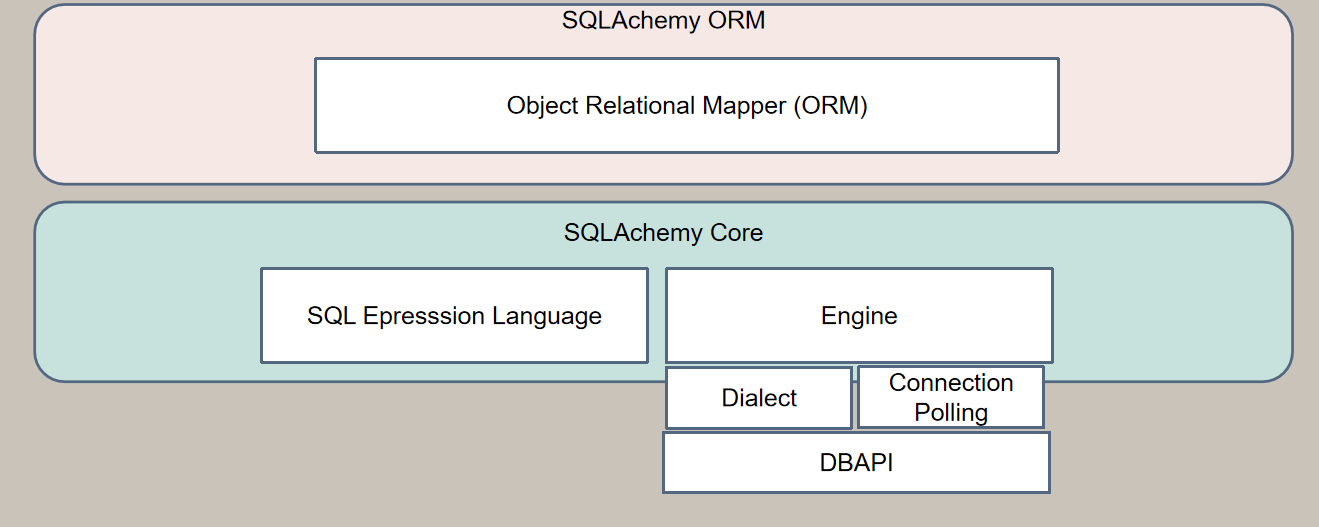 SQLAchemy ORM
Object Relational Mapper (ORM)
SQLAchemy Core
SQL Epresssion Language
Engine
Dialect
Connection
Polling
DBAPI